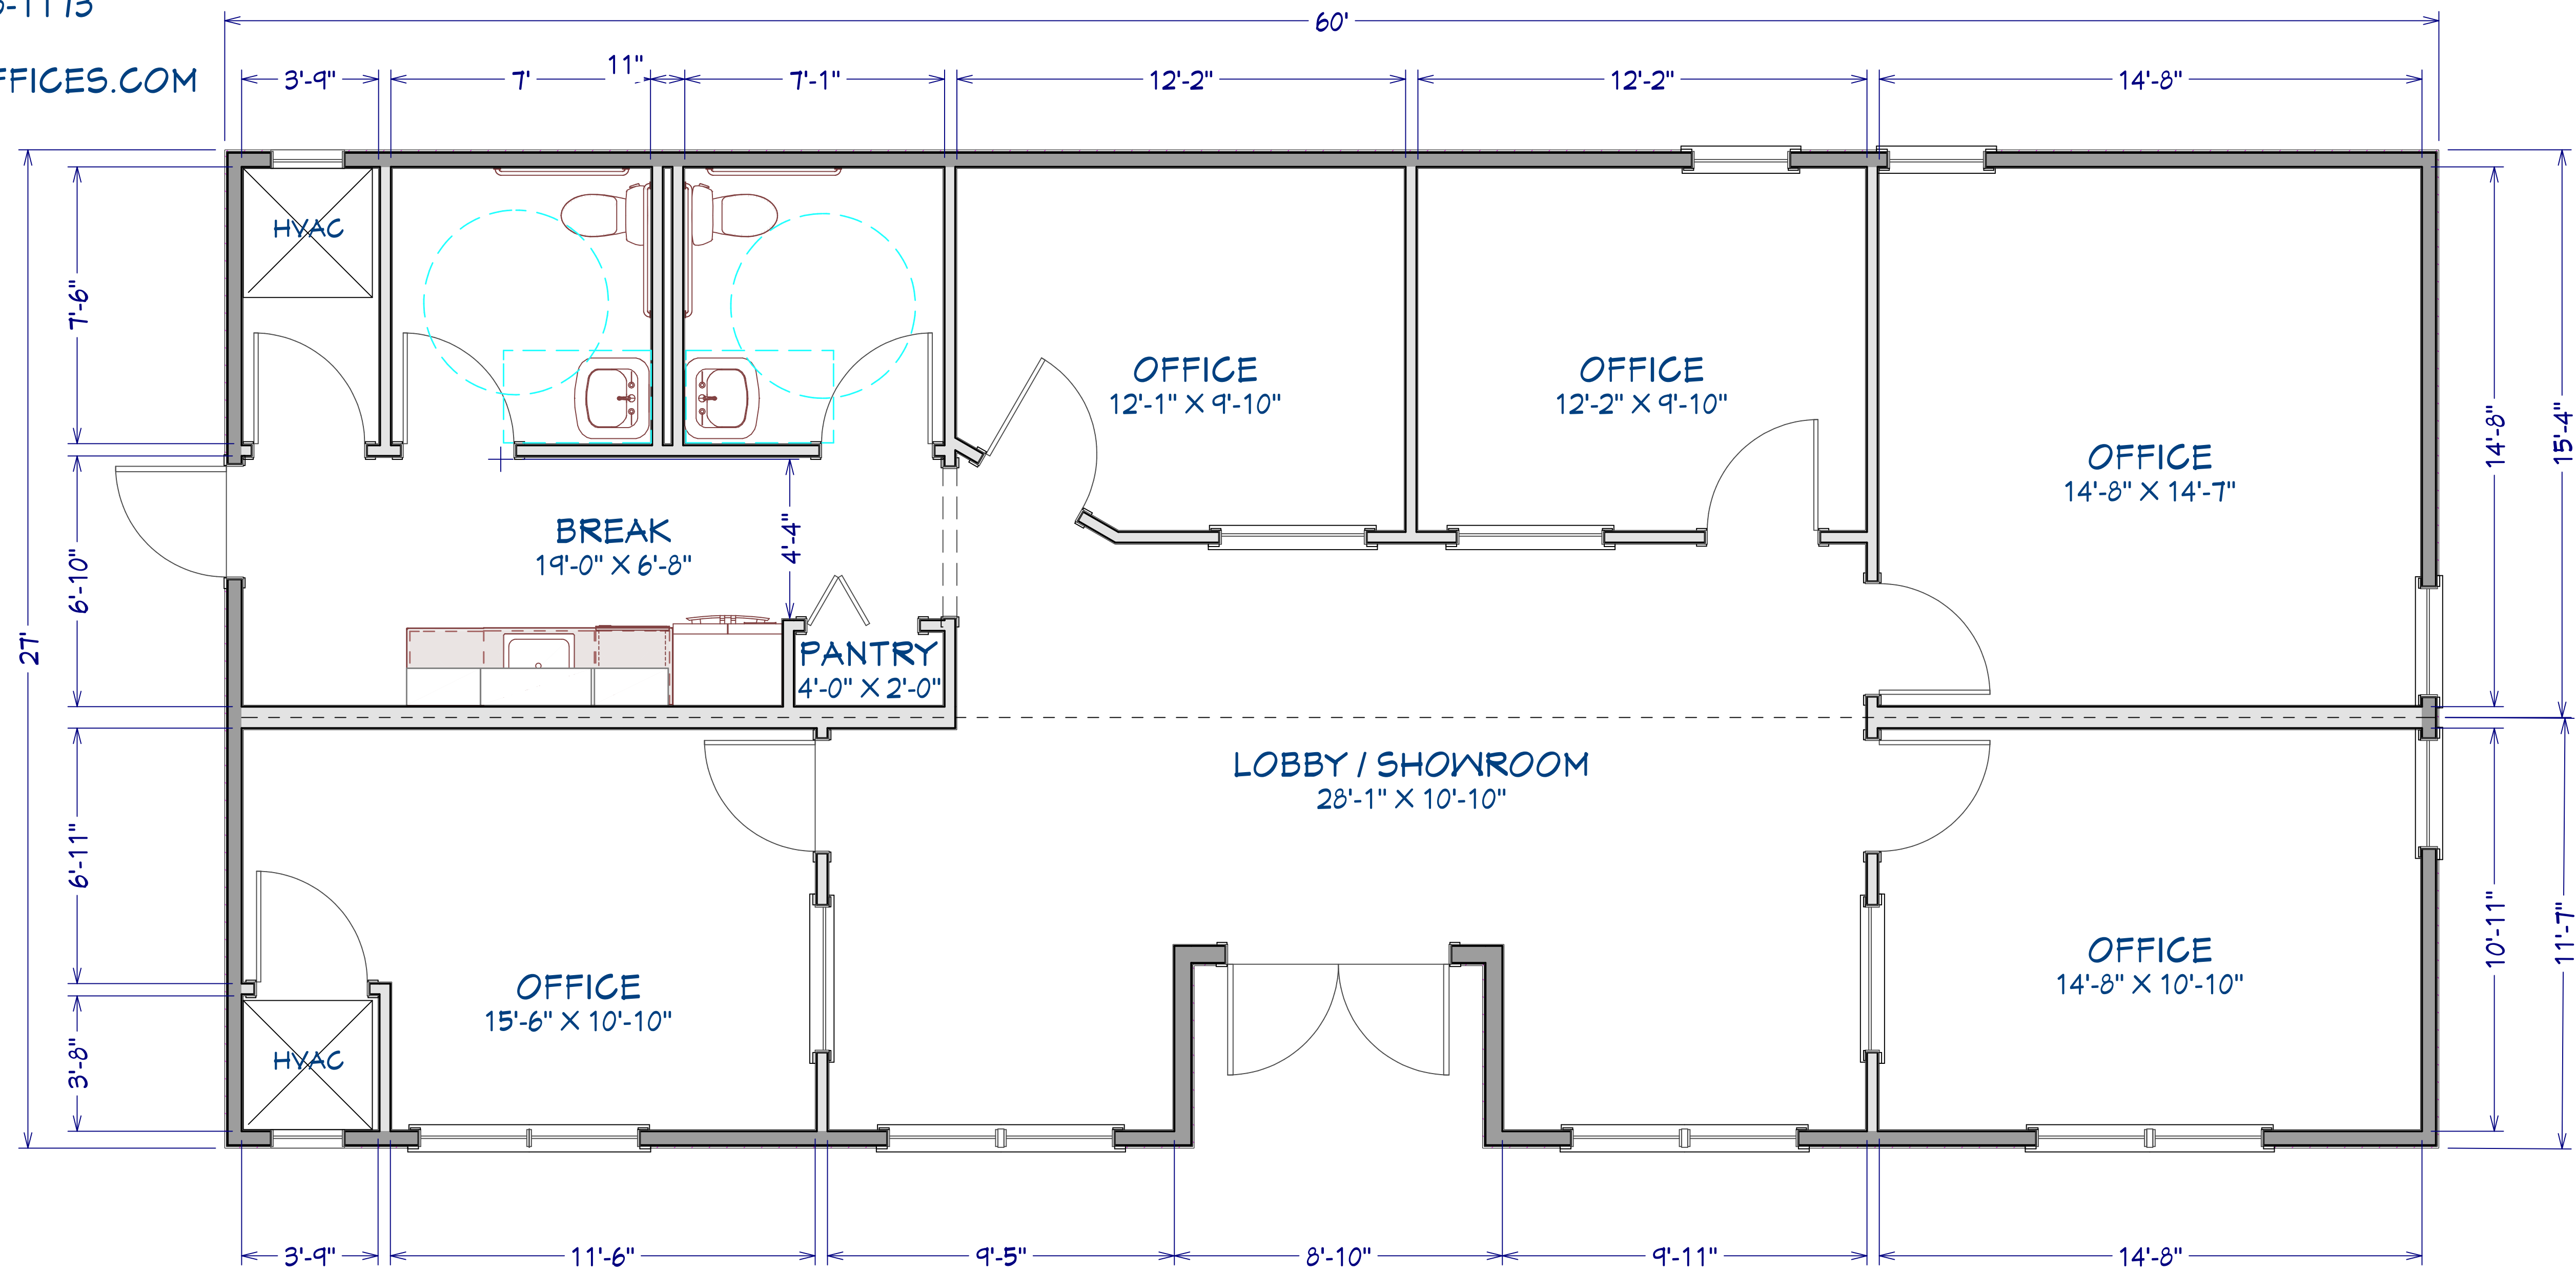 60'
FFICES.COM
3'-9"
7'
11"
7'-1"
12'-2"
12'-2"
14'-8"
HVAC
7'-6"
OFFICE
12'-1" X 9'-10"
OFFICE
12'-2" X 9'-10"
OFFICE
14'-8" X 14'-7"
14'-8"
15'-4"
BREAK
19'-0" X 6'-8"
4'-4"
6'-10"
27'
PANTRY
4'-0" X 2'-0"
LOBBY / SHOWROOM
28'-1" X 10'-10"
6'-11"
OFFICE
15'-6" X 10'-10"
OFFICE
14'-8" X 10'-10"
10'-11"
11'-7"
HVAC
3'-8"
3'-9"
11'-6"
9'-5"
8'-10"
9'-11"
14'-8"